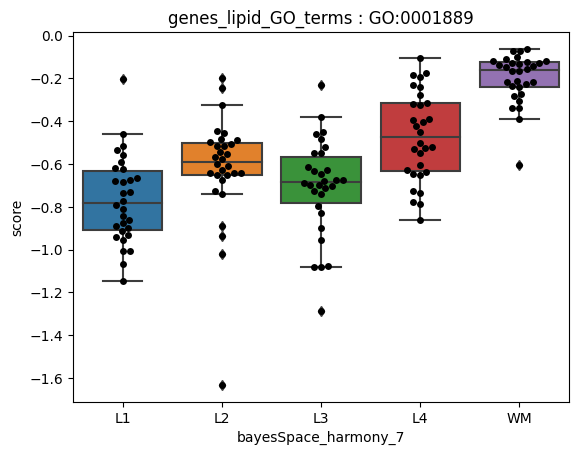 genes_lipid_GO_terms : GO:0001889
0.0
−0.2
−0.4
−0.6
−0.8
−1.0
−1.2
−1.4
−1.6
score
L1 L2 L3 L4 WM
bayesSpace_harmony_7